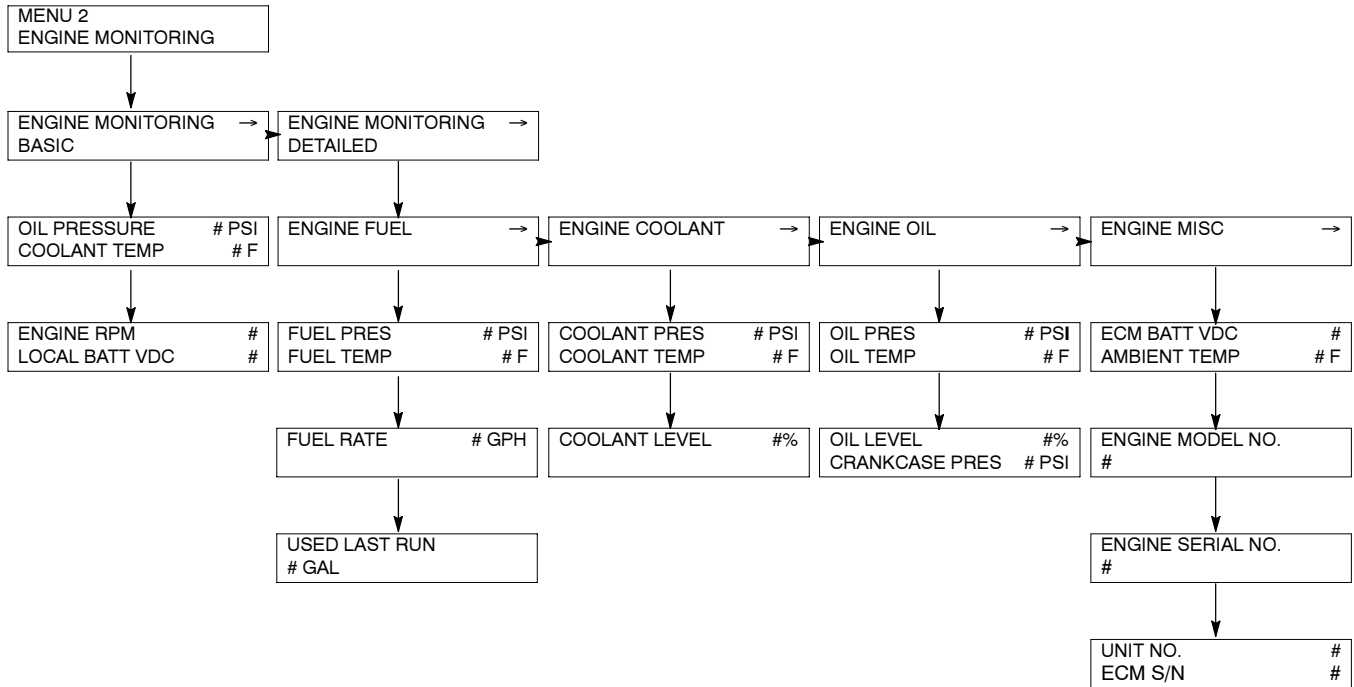 MENU 2
ENGINE MONITORING
ENGINE MONITORING →
BASIC
ENGINE MONITORING →
DETAILED
OIL PRESSURE # PSI
COOLANT TEMP # F
ENGINE FUEL →
ENGINE COOLANT →
ENGINE OIL →
ENGINE MISC →
ENGINE RPM #
LOCAL BATT VDC #
FUEL PRES # PSI
FUEL TEMP # F
COOLANT PRES # PSI
COOLANT TEMP # F
OIL PRES # PSI
OIL TEMP # F
ECM BATT VDC #
AMBIENT TEMP # F
FUEL RATE # GPH
COOLANT LEVEL #%
OIL LEVEL #%
CRANKCASE PRES # PSI
ENGINE MODEL NO.
#
USED LAST RUN
# GAL
ENGINE SERIAL NO.
#
UNIT NO. #
ECM S/N #